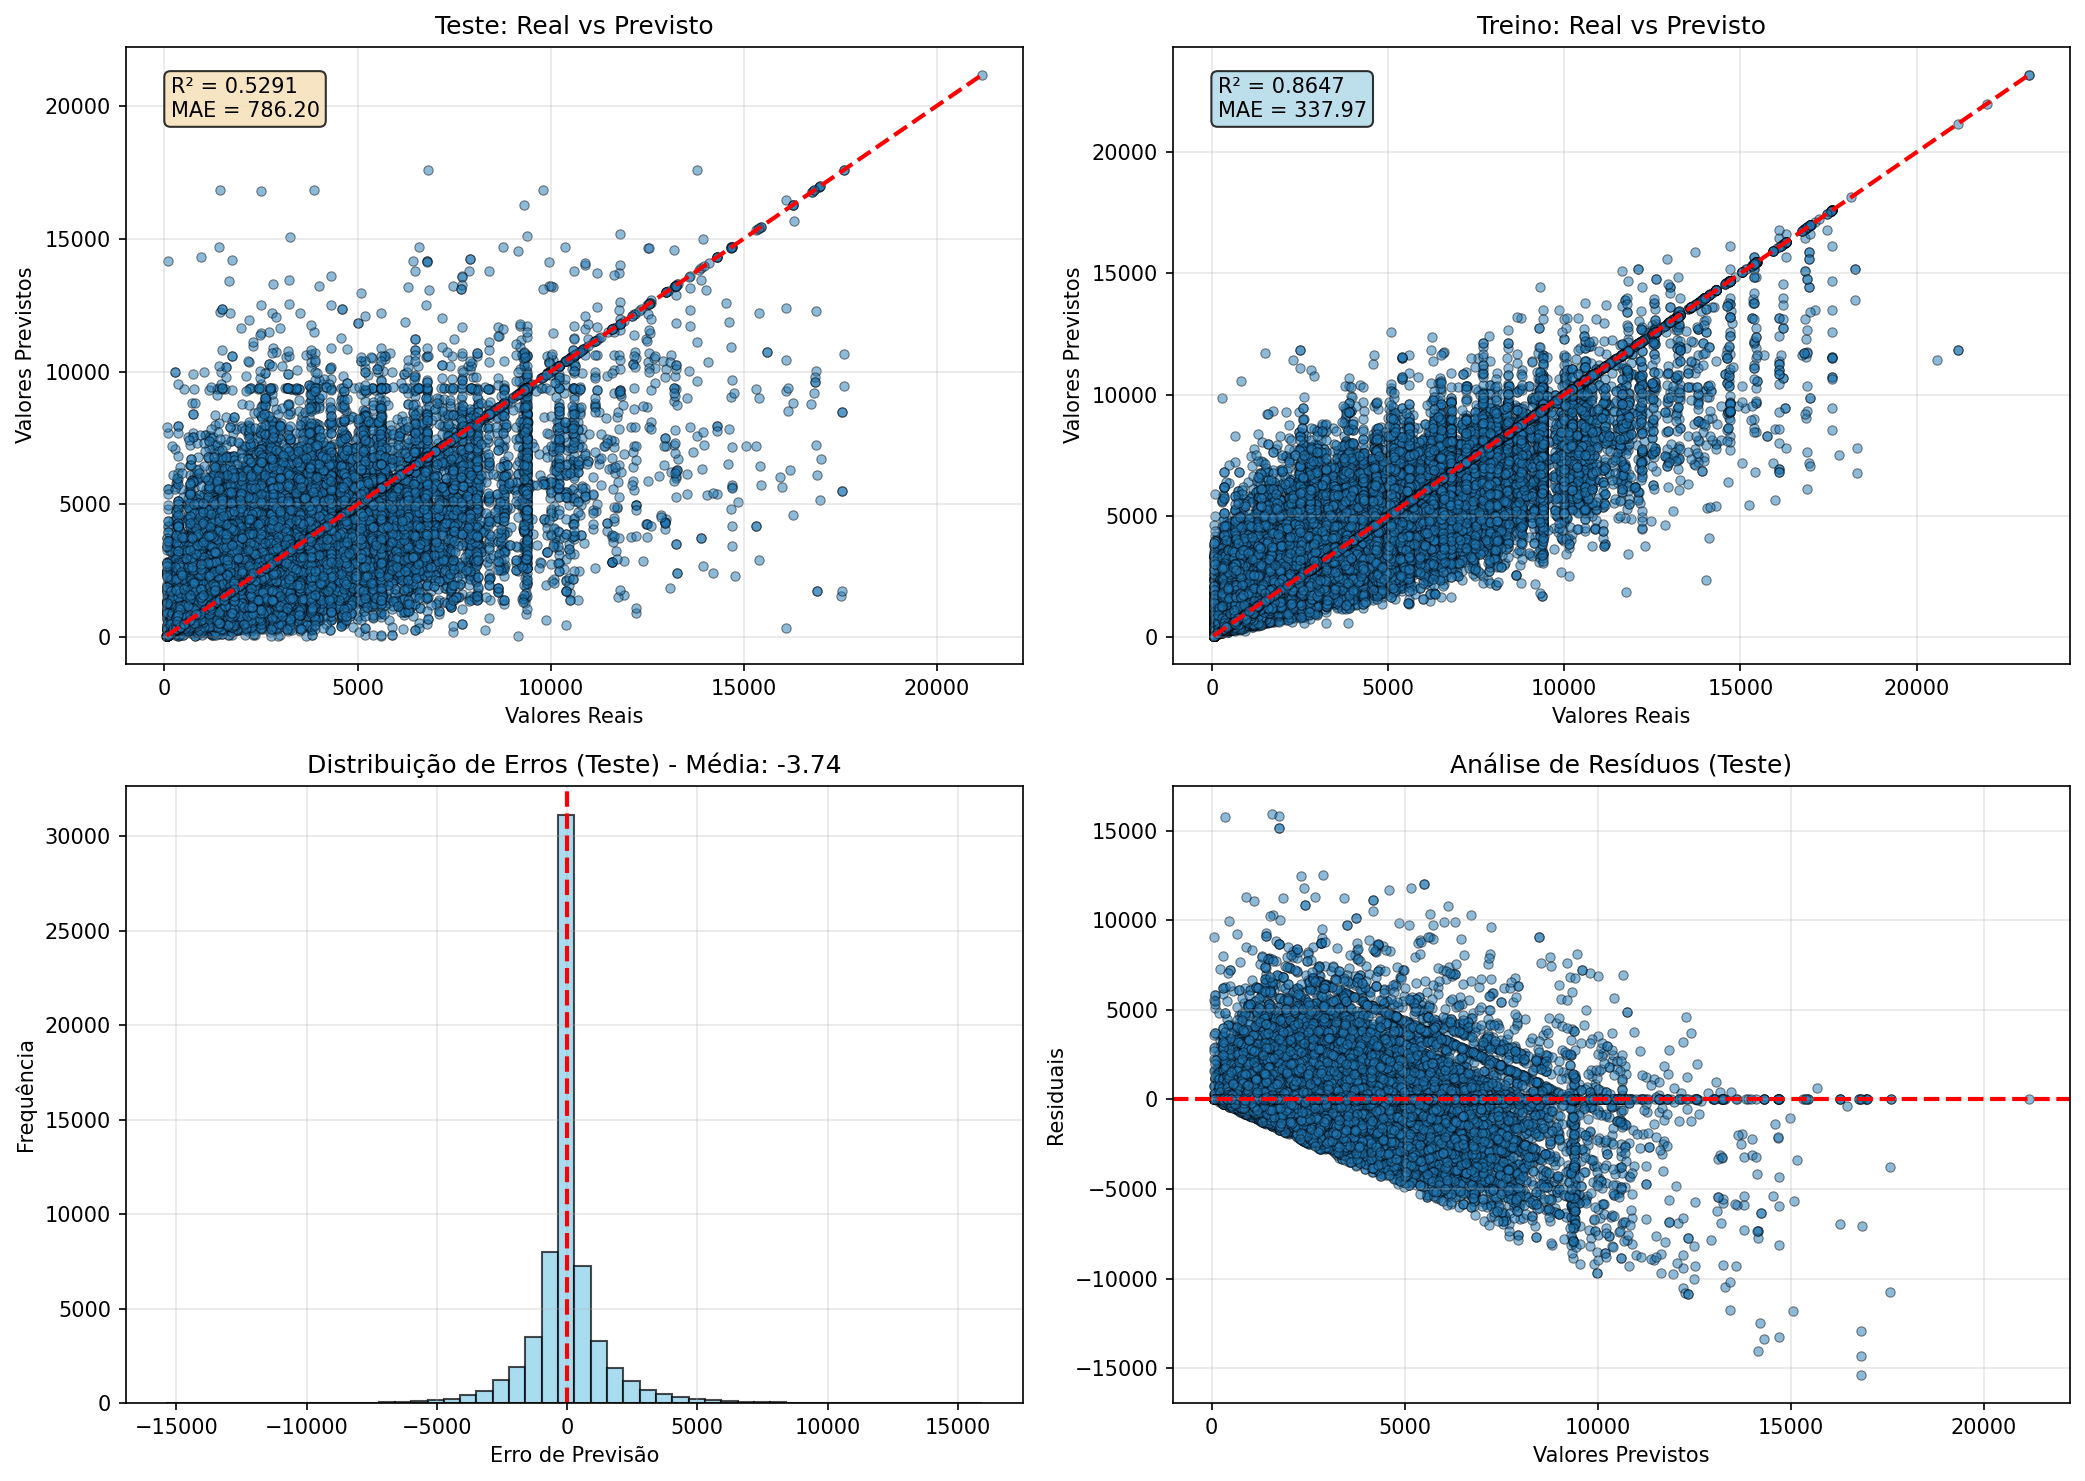 Teste: Real vs Previsto
R² = 0.5291
MAE = 786.20
20000
15000
10000
5000
0
Valores Previstos
0 5000 10000 15000 20000
Valores Reais
Treino: Real vs Previsto
R² = 0.8647
MAE = 337.97
20000
15000
10000
5000
0
Valores Previstos
0 5000 10000 15000 20000
Valores Reais
Distribuição de Erros (Teste) - Média: -3.74
30000
25000
20000
15000
10000
5000
0
Frequência
−15000 −10000 −5000 0 5000 10000 15000
Erro de Previsão
Análise de Resíduos (Teste)
15000
10000
5000
0
−5000
−10000
−15000
Residuais
0 5000 10000 15000 20000
Valores Previstos